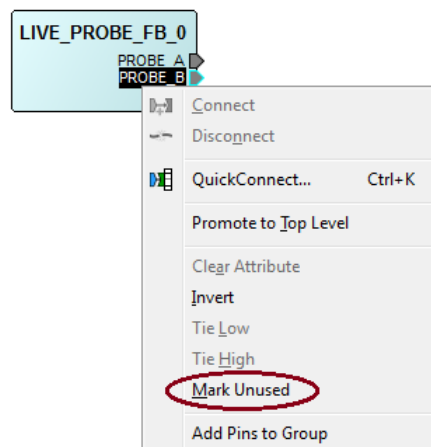 LIVE_PROBE_FB_0
PROBE_A
PROBE_B
Connect
Disconnect
QuickConnect... Ctrl+K
Promote to Top Level
Clear Attribute
Invert
Tie Low
Tie High
Mark Unused
Add Pins to Group